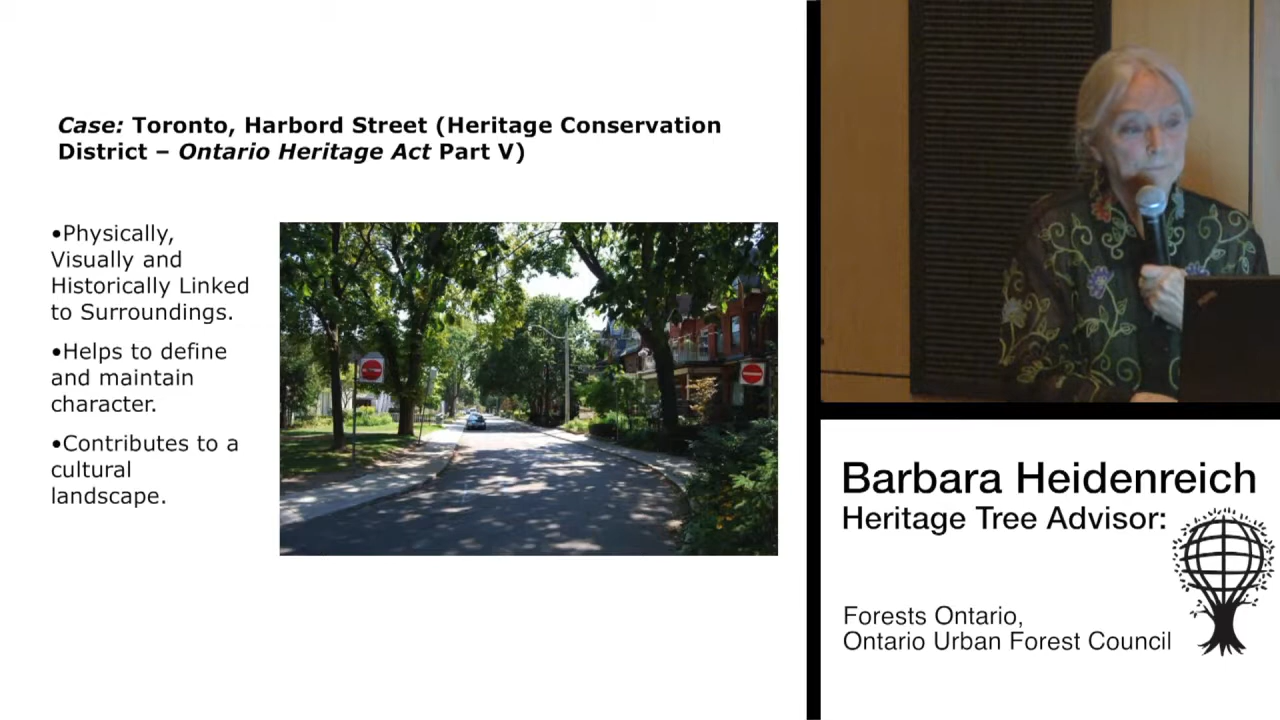 Case: Toronto, Harbord Street (Heritage Conservation
District – Ontario Heritage Act Part V)
•Physically,
Visually and
Historically Linked
to Surroundings.
•Helps to define
and maintain
character.
•Contributes to a
cultural
landscape.
Barbara Heidenreich
Heritage Tree Advisor:
Forests Ontario,
Ontario Urban Forest Council